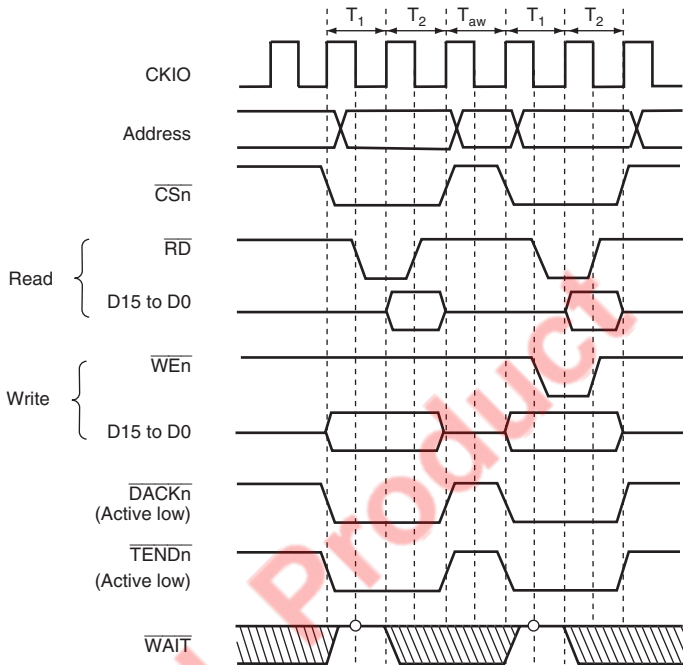 T1 T2 Taw T1 T2
CKIO
Address
CSn
RD
Read
D15 to D0
WEn
Write
D15 to D0
DACKn
(Active low)
TENDn
(Active low)
WAIT
Product